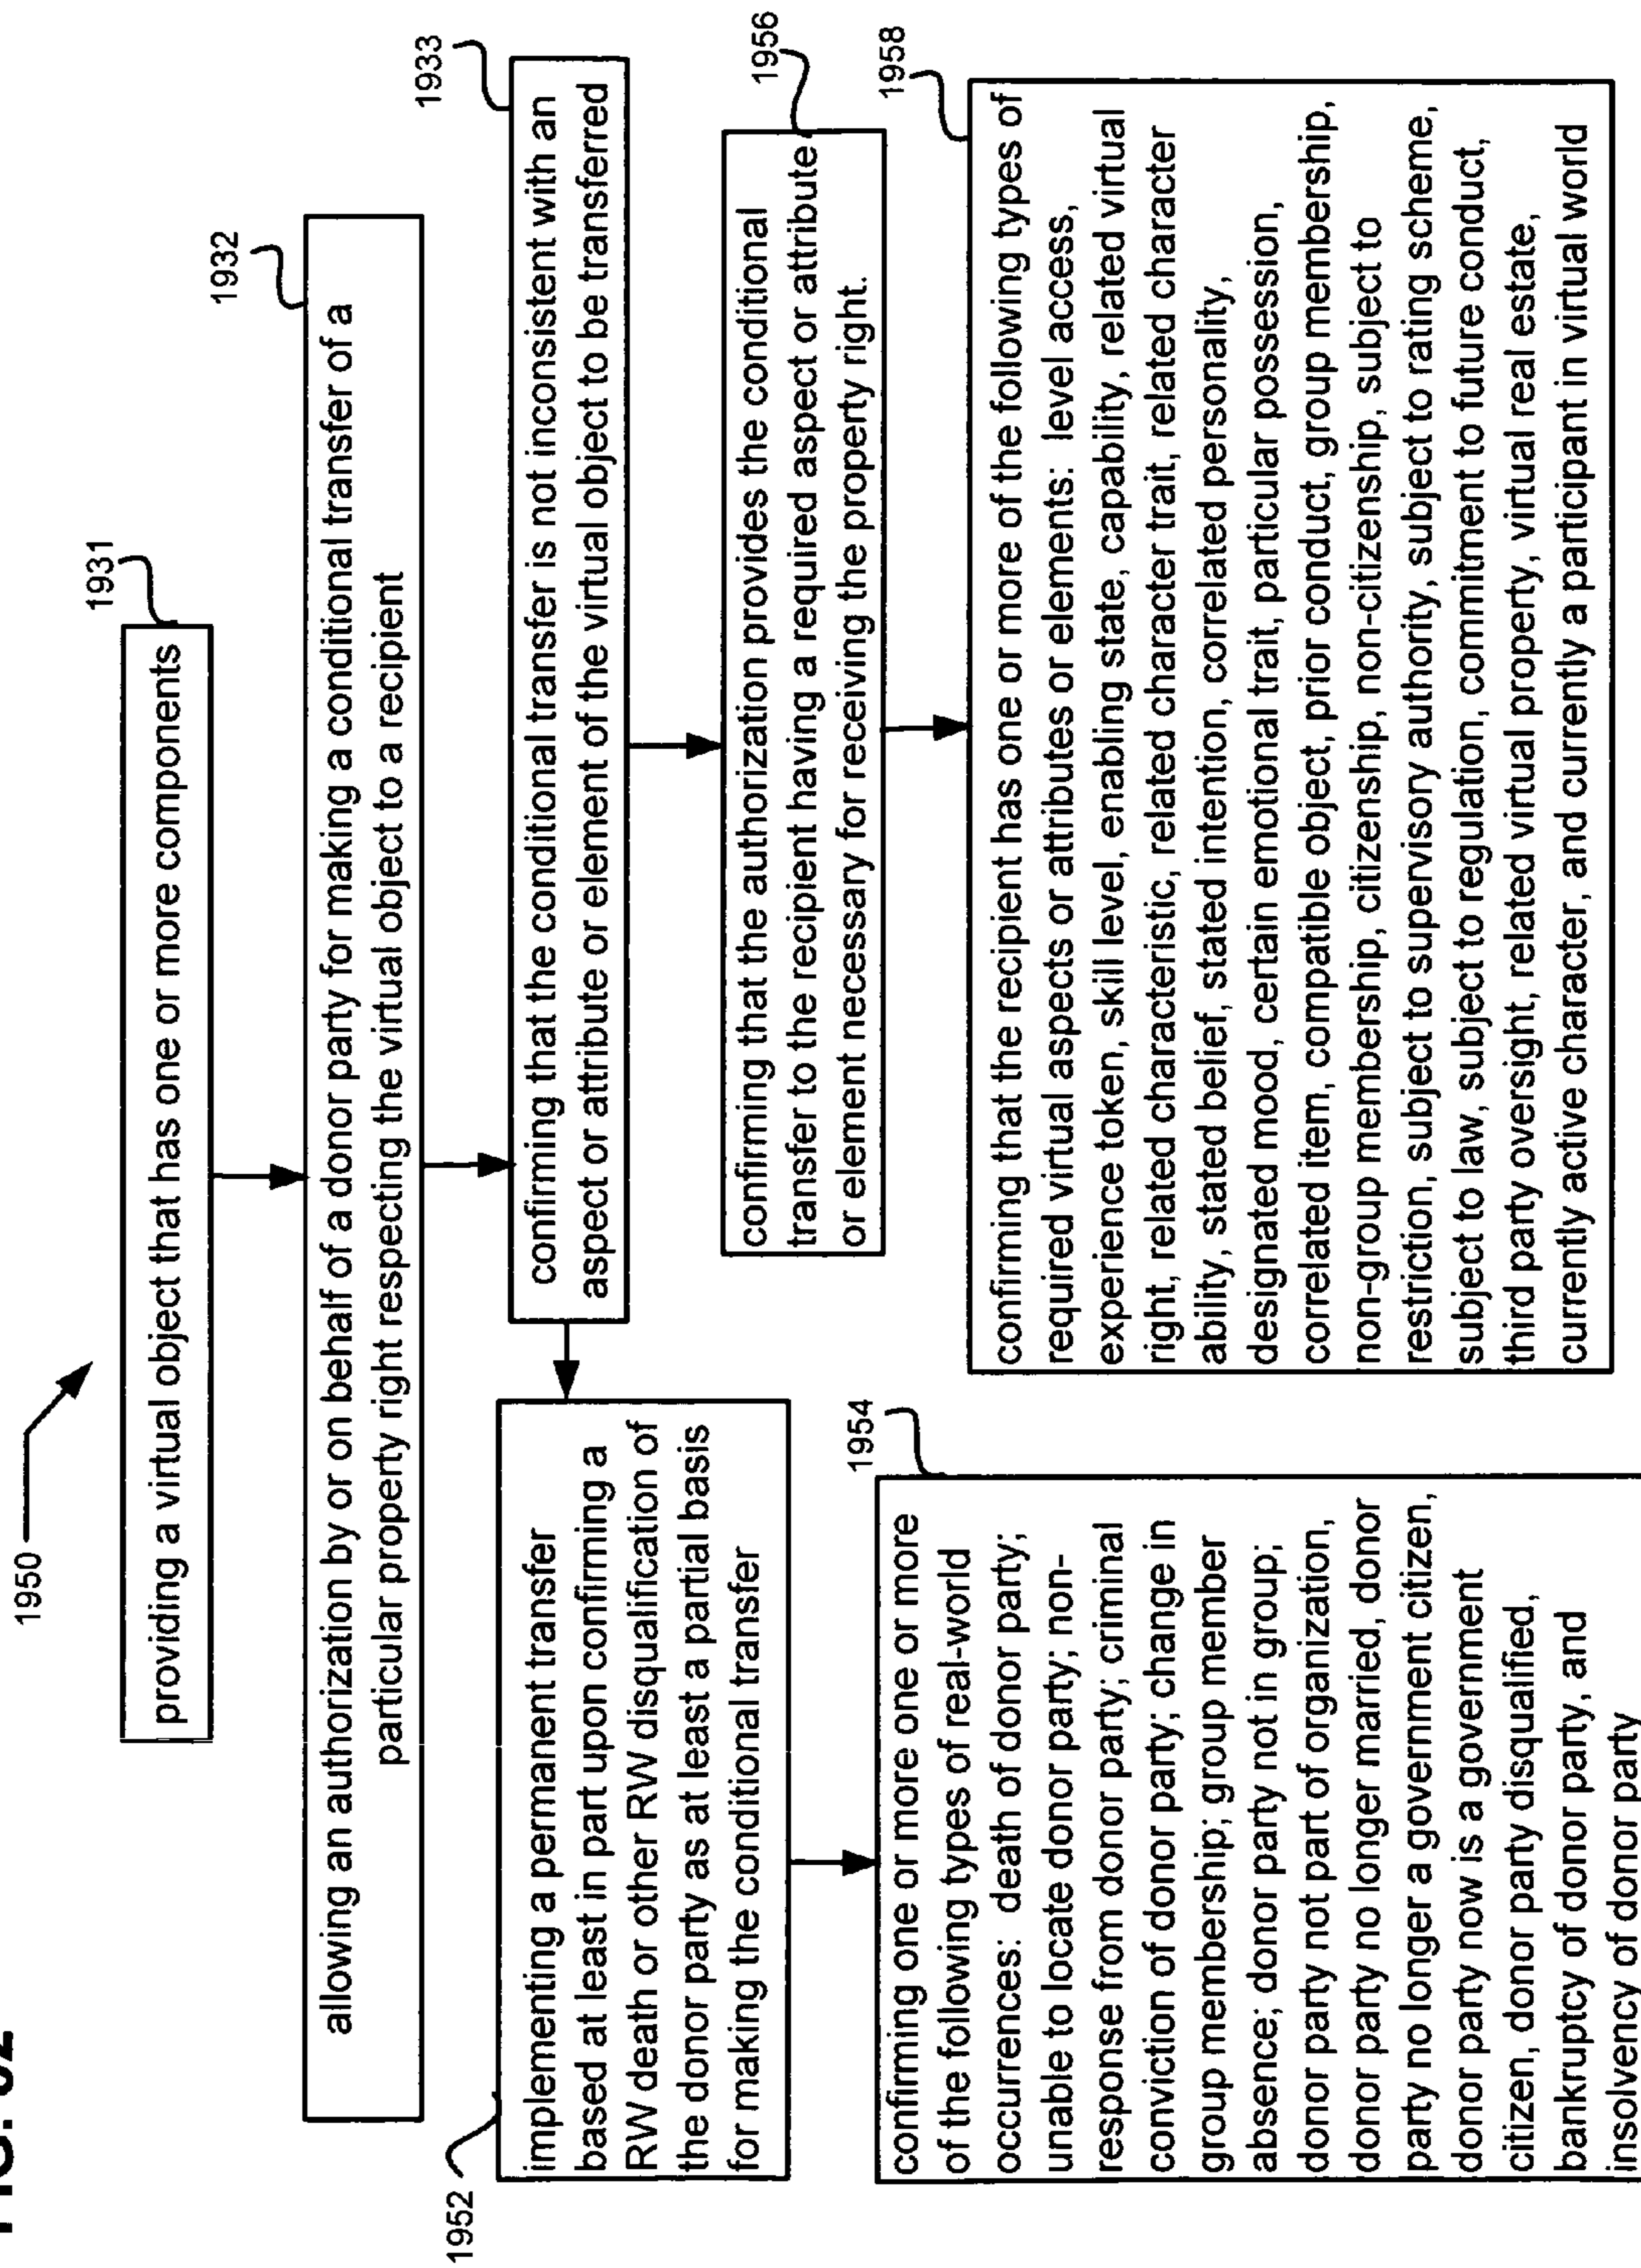 1950
1931
providing a virtual object that has one or more components
1932
allowing an authorization by or on behalf of a donor party for making a conditional transfer of a
particular property right respecting the virtual object to a recipient
1933
confirming that the conditional transfer is not inconsistent with an
aspect or attribute or element of the virtual object to be transferred
1952
implementing a permanent transfer
based at least in part upon confirming a
RW death or other RW disqualification of
the donor party as at least a partial basis
for making the conditional transfer
1956
confirming that the authorization provides the conditional
transfer to the recipient having a required aspect or attribute
or element necessary for receiving the property right.
1954
confirming one or more one or more
of the following types of real-world
occurrences: death of donor party;
unable to locate donor party; non-
response from donor party; criminal
conviction of donor party; change in
group membership; group member
absence; donor party not in group;
donor party not part of organization,
donor party no longer married, donor
party no longer a government citizen,
donor party now is a government
citizen, donor party disqualified,
bankruptcy of donor party, and
insolvency of donor party
1958
confirming that the recipient has one or more of the following types of
required virtual aspects or attributes or elements: level access,
experience token, skill level, enabling state, capability, related virtual
right, related characteristic, related character trait, related character
ability, stated belief, stated intention, correlated personality,
designated mood, certain emotional trait, particular possession,
correlated item, compatible object, prior conduct, group membership,
non-group membership, citizenship, non-citizenship, subject to
restriction, subject to supervisory authority, subject to rating scheme,
subject to law, subject to regulation, commitment to future conduct,
third party oversight, related virtual property, virtual real estate,
currently active character, and currently a participant in virtual world